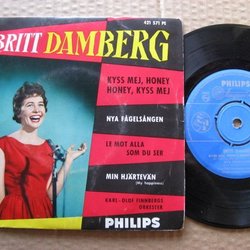 421 571 PE
BRITT DAMBERG
KYSS MEJ, HONEY
HONEY, KYSS MEJ
NYA FÅGELSÅNGEN
LE MOT ALLA
SOM DU SER
MIN HJÄRTEVÄN
(My happiness)
KARL-OLOF FINNBERGS
ORKESTER
PHILIPS
PHILIPS